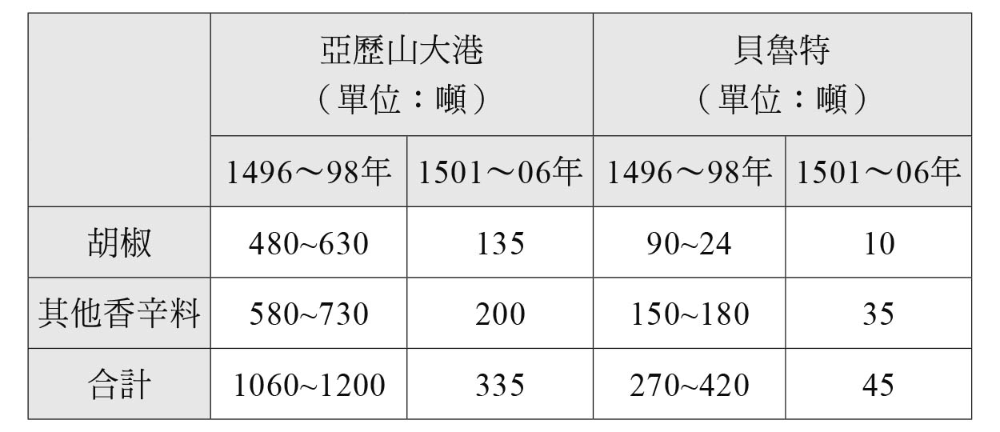 亞歷山大港 貝魯特
（單位：噸） （單位：噸）
1496～98年 1501～06年 1496～98年 1501～06年
胡椒 480~630 135 90~24 10
其他香辛料 580~730 200 150~180 35
合計 1060~1200 335 270~420 45